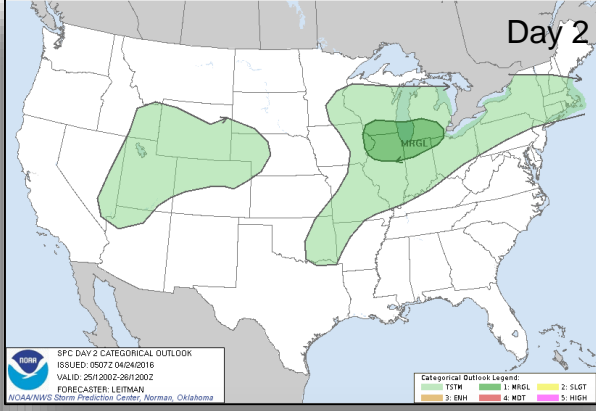 Day 2
MRGL
noaa
SPC DAY 2 CATEGORICAL OUTLOOK
ISSUED: 0507Z 04/24/2016
VALID: 25/1200Z-26/1200Z
FORECASTER: LEITMAN
NOAA/NWS Storm Prediction Center, Norman, Oklahoma
Categorical Outlook Legend:
TSTM 1: MRGL 2: SLGT
3: ENH 4: MDT 5: HIGH